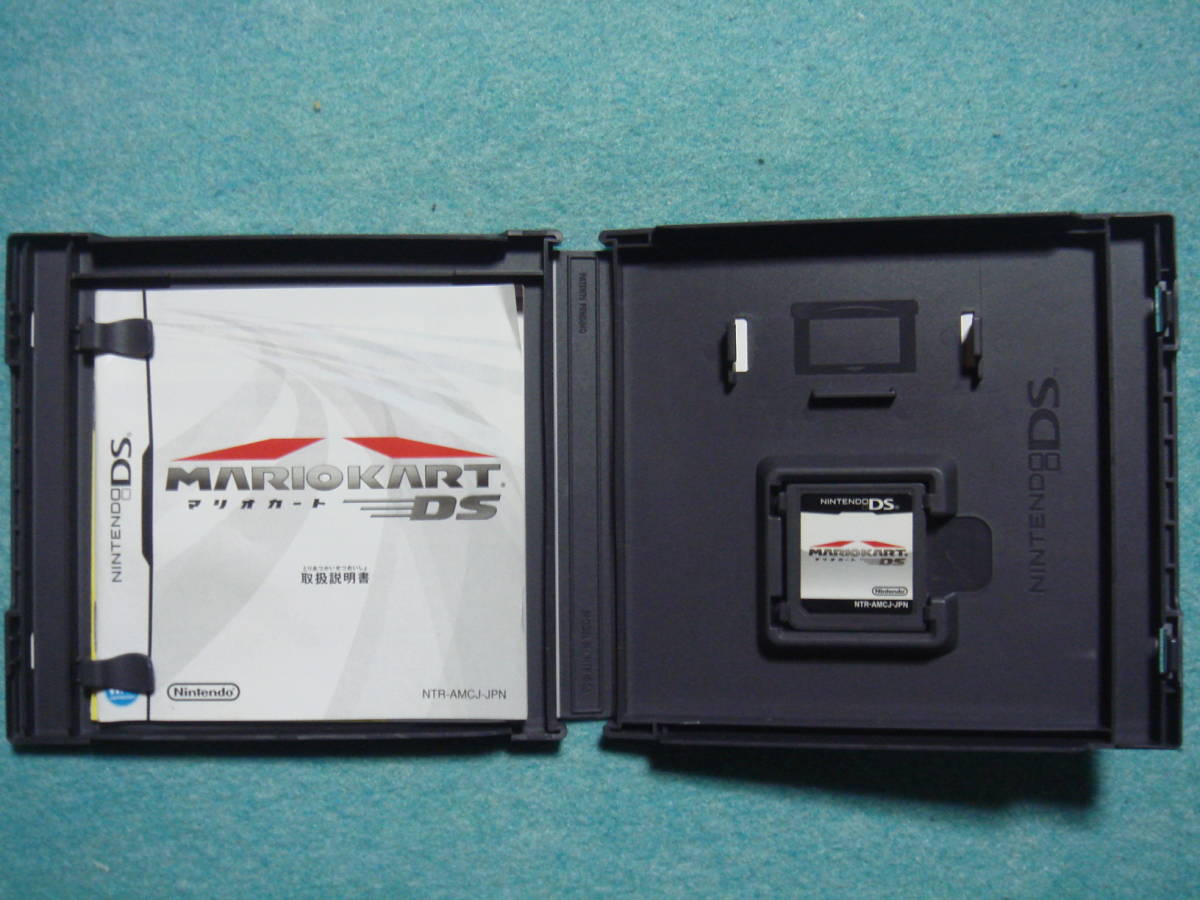 NINTENDO DS
MARIOKART
マリオカート
DS
とりあつかいせつめいしょ
取扱説明書
Nintendo
NTR-AMCJ-JPN
PATENTS PENDING
NINTENDO DS
MARIOKART
マリオカート
DS
Nintendo
NTR-AMCJ-JPN
NINTENDO DS